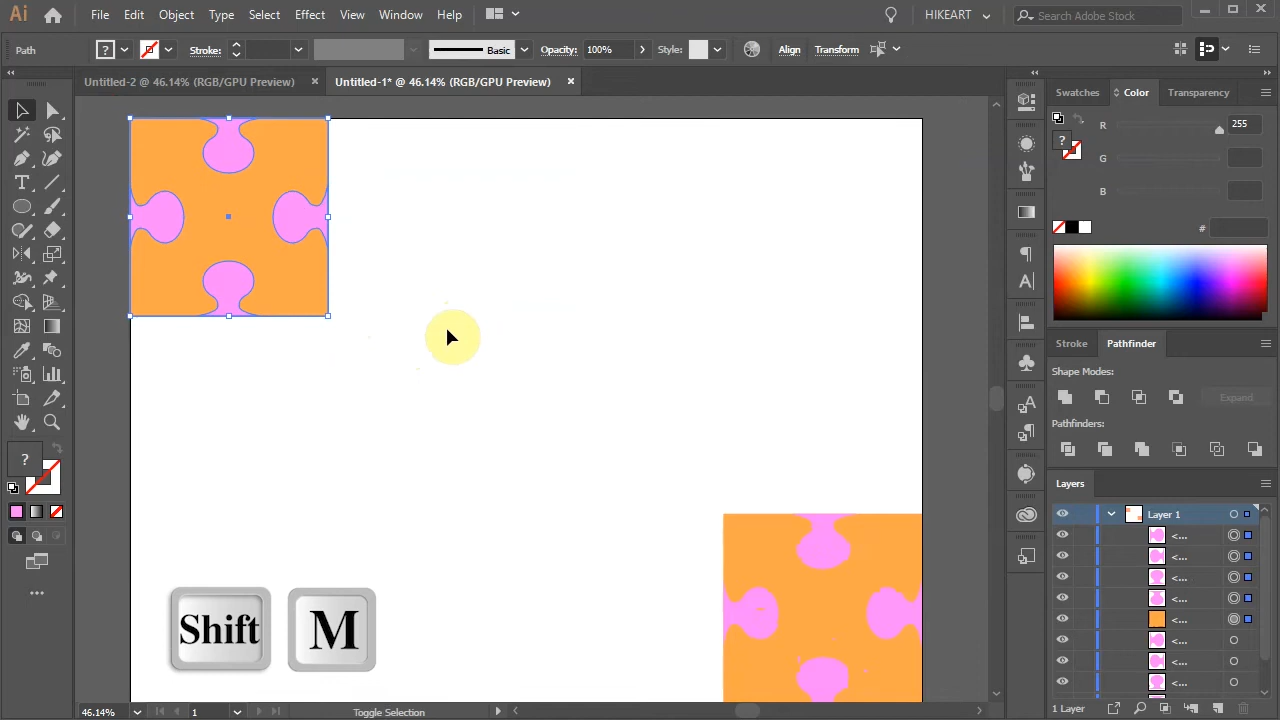 Ai File Edit Object Type Select Effect View Window Help HIKEART Search Adobe Stock
Path ? Stroke: Basic Opacity: 100% Style: Align Transform
Untitled-2 @ 46.14% (RGB/GPU Preview) × Untitled-1* @ 46.14% (RGB/GPU Preview) ×
Swatches Color Transparency
R 255
G
B
#
Stroke Pathfinder
Shape Modes:
Expand
Pathfinders:
Layers
Layer 1
<...
<...
<...
<...
<...
<...
<...
<...
Shift M
1 Layer
46.14% 1 Toggle Selection